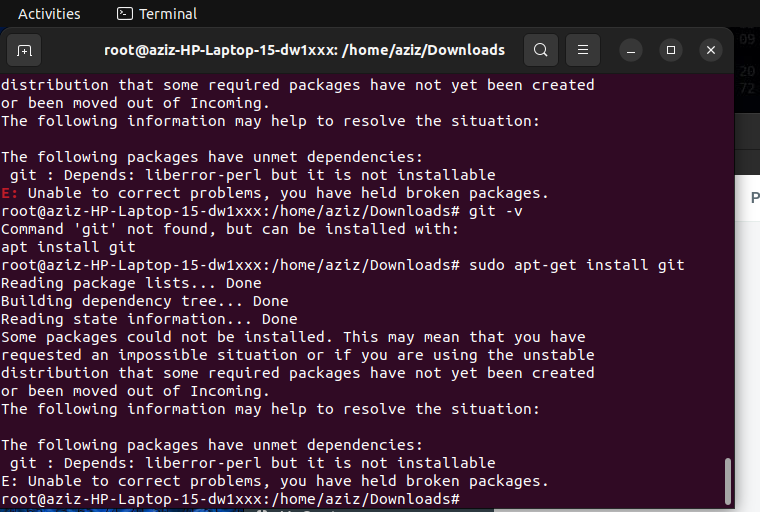 Activities Terminal
root@aziz-HP-Laptop-15-dw1xxx: /home/aziz/Downloads
09
20
72
distribution that some required packages have not yet been created
or been moved out of Incoming.
The following information may help to resolve the situation:
The following packages have unmet dependencies:
git : Depends: liberror-perl but it is not installable
E: Unable to correct problems, you have held broken packages.
root@aziz-HP-Laptop-15-dw1xxx:/home/aziz/Downloads# git -v
Command 'git' not found, but can be installed with:
apt install git
root@aziz-HP-Laptop-15-dw1xxx:/home/aziz/Downloads# sudo apt-get install git
Reading package lists... Done
Building dependency tree... Done
Reading state information... Done
Some packages could not be installed. This may mean that you have
requested an impossible situation or if you are using the unstable
distribution that some required packages have not yet been created
or been moved out of Incoming.
The following information may help to resolve the situation:
The following packages have unmet dependencies:
git : Depends: liberror-perl but it is not installable
E: Unable to correct problems, you have held broken packages.
root@aziz-HP-Laptop-15-dw1xxx:/home/aziz/Downloads#
P